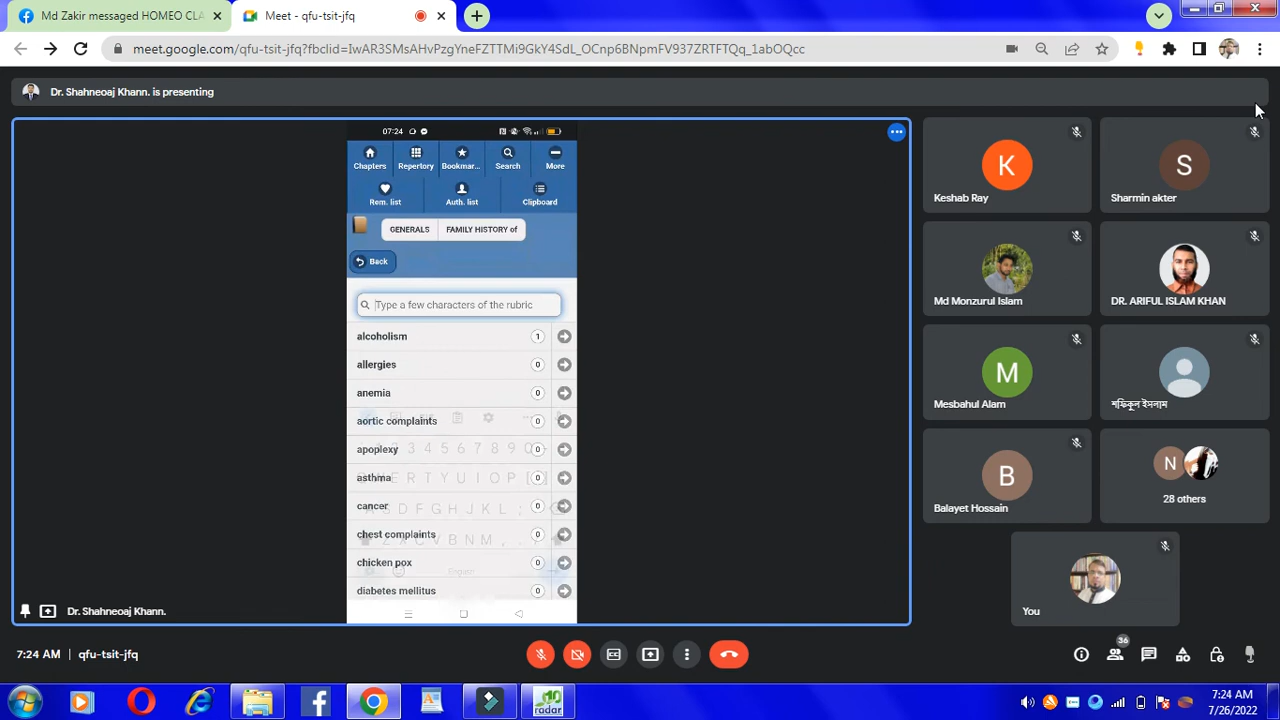 Md Zakir messaged HOMEO CLA
Meet - qfu-tsit-jfq
meet.google.com/qfu-tsit-jfq?fbclid=IwAR3SMsAHvPzgYneFZTTMi9GkY4SdL_OCnp6BNpmFV937ZRTFTQq_1abOQcc
Dr. Shahneoaj Khann. is presenting
07:24
Chapters
Repertory
Bookmar...
Search
More
Rem. list
Auth. list
Clipboard
GENERALS
FAMILY HISTORY of
Back
Type a few characters of the rubric
alcoholism 1
allergies 0
anemia 0
aortic complaints 0
apoplexy 0
asthma 0
cancer 0
chest complaints 0
chicken pox 0
diabetes mellitus 0
English
Dr. Shahneoaj Khann.
K
Keshab Ray
S
Sharmin akter
Md Monzurul Islam
DR. ARIFUL ISLAM KHAN
M
Mesbahul Alam
শফিকুল ইসলাম
B
Balayet Hossain
N
28 others
You
7:24 AM | qfu-tsit-jfq
36
10
radar
7:24 AM
7/26/2022